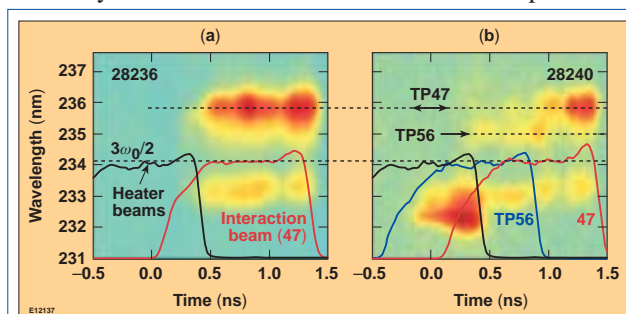 (a)
(b)
Wavelength (nm)
237
236
235
234
233
232
231
28236
3ω0/2
Heater
beams
Interaction
beam (47)
28240
TP47
TP56
TP56
47
–0.5 0.0 0.5 1.0 1.5
–0.5 0.0 0.5 1.0 1.5
Time (ns)
Time (ns)
E12137